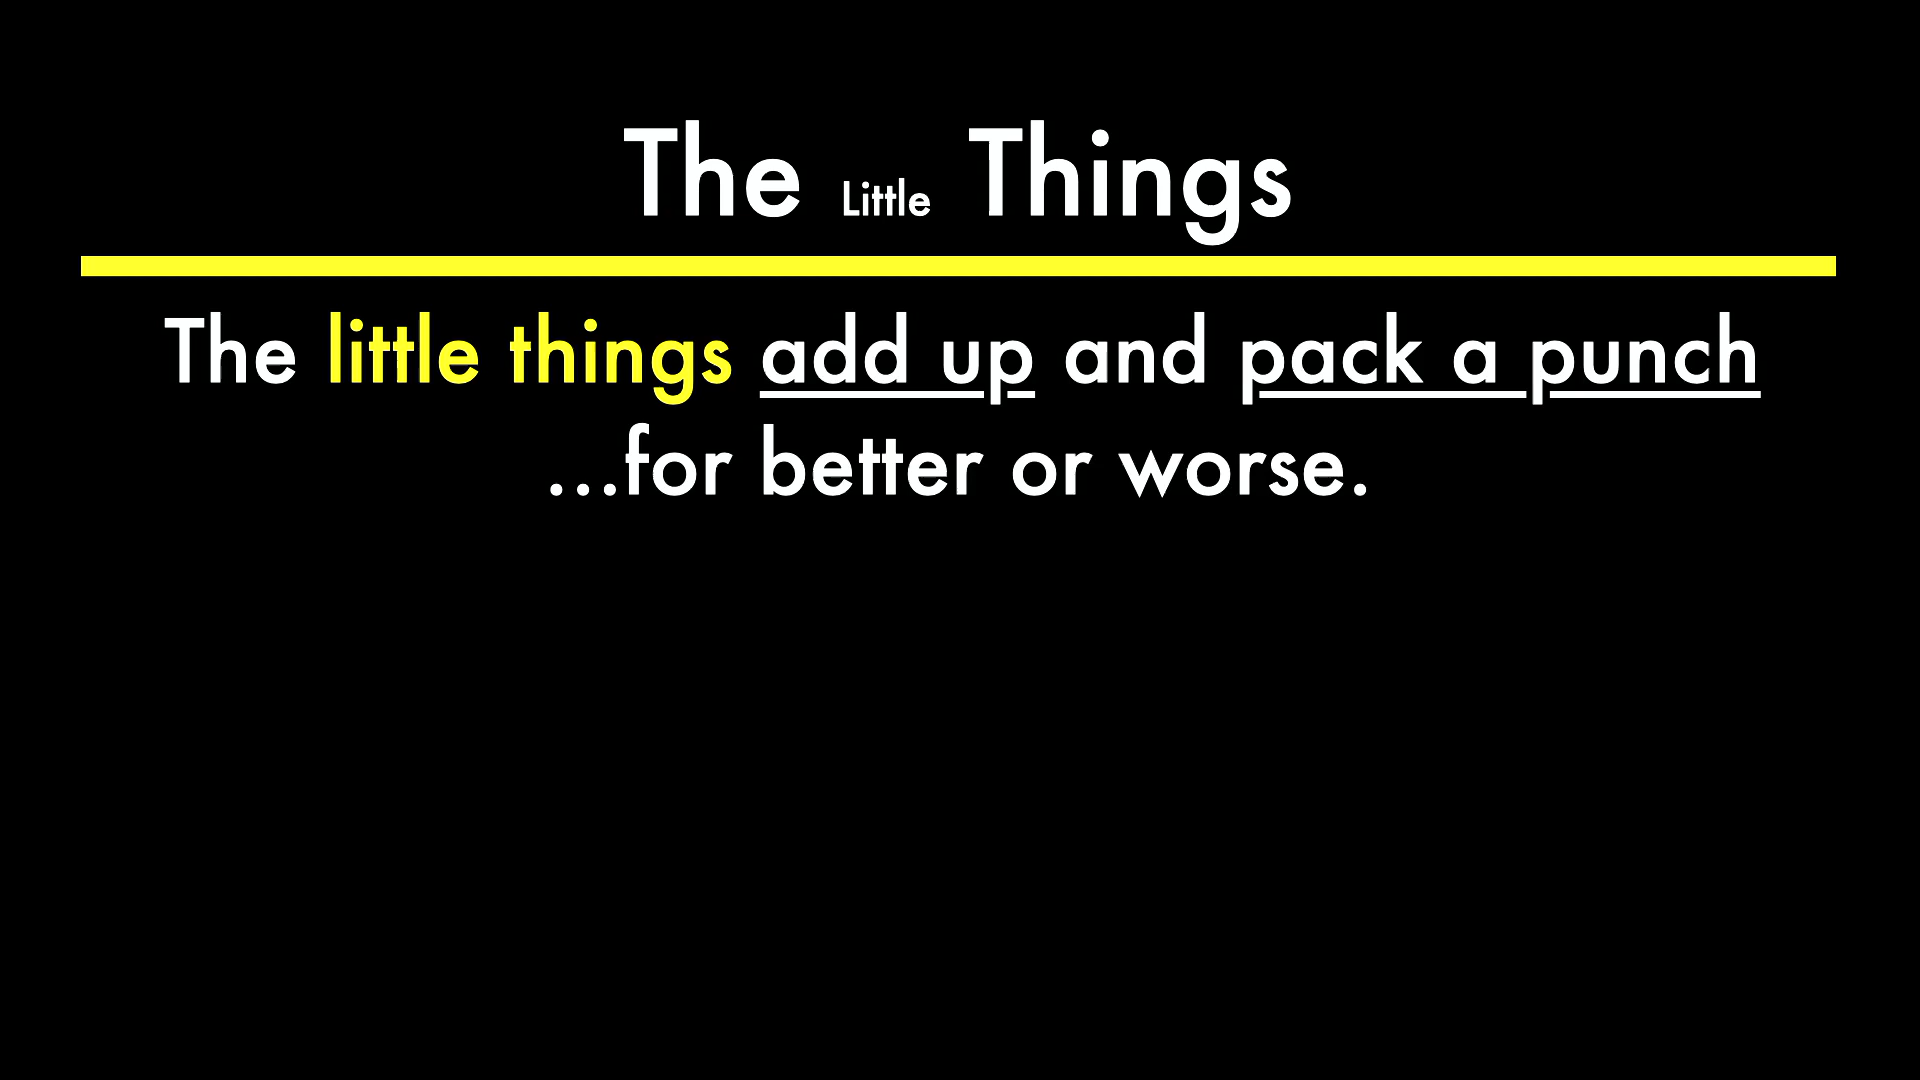 The Little Things
The little things add up and pack a punch
...for better or worse.